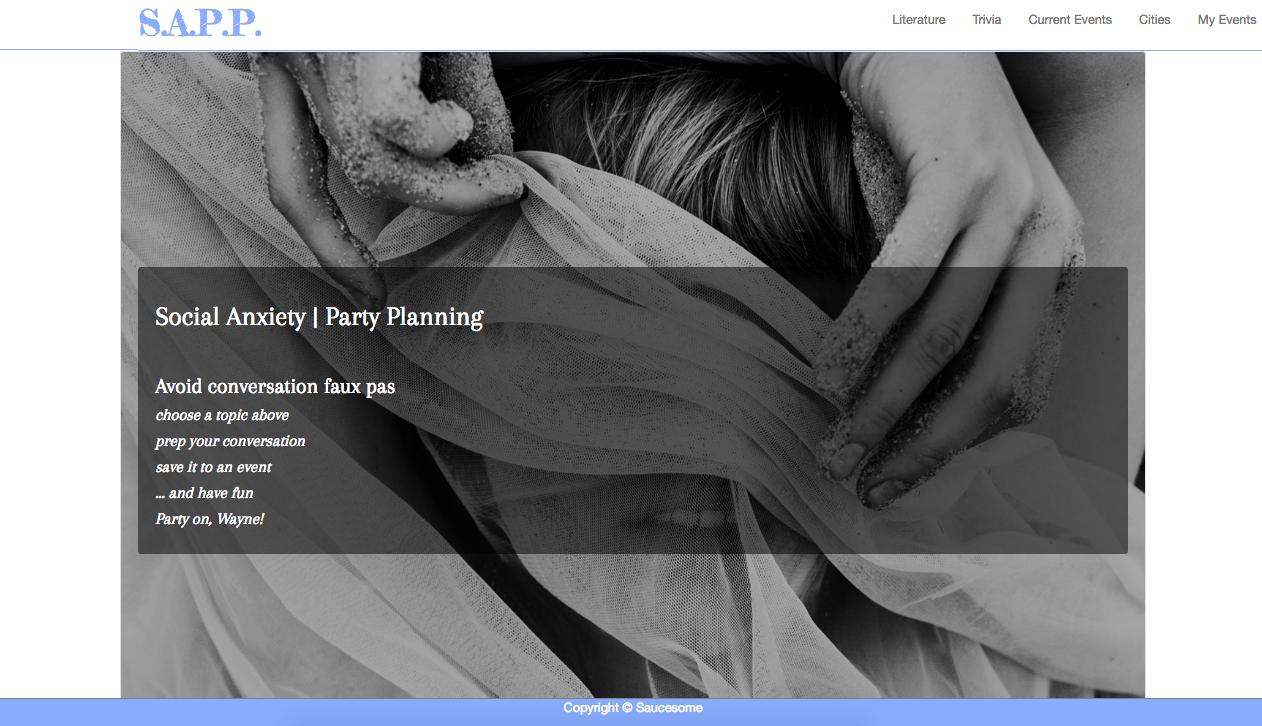 S.A.P.P.
Literature Trivia Current Events Cities My Events
Social Anxiety | Party Planning
Avoid conversation faux pas
choose a topic above
prep your conversation
save it to an event
... and have fun
Party on, Wayne!
Copyright © Saucesome